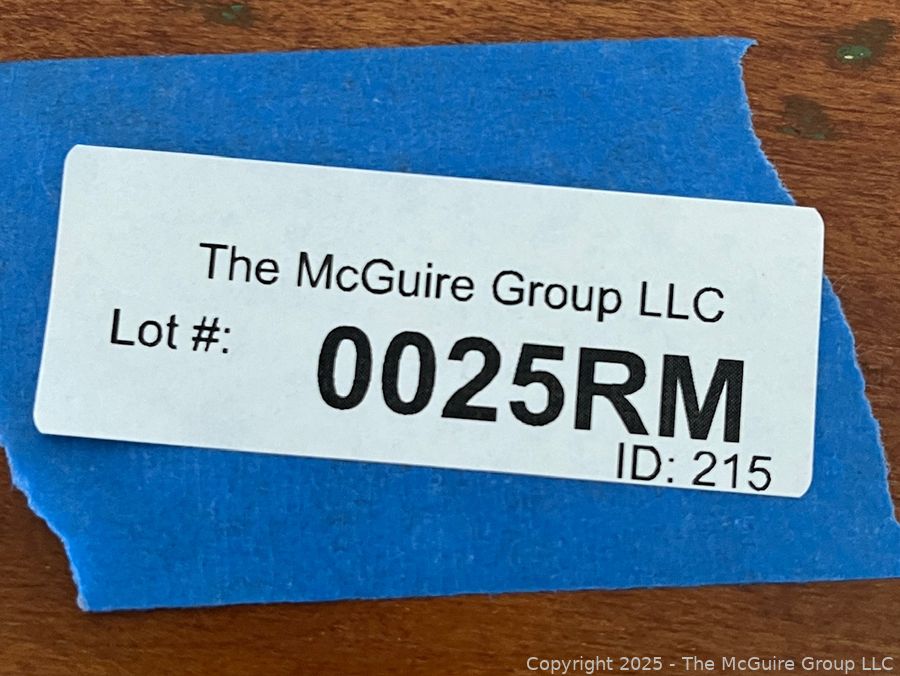 The McGuire Group LLC
Lot #: 0025RM
ID: 215
Copyright 2025 - The McGuire Group LLC